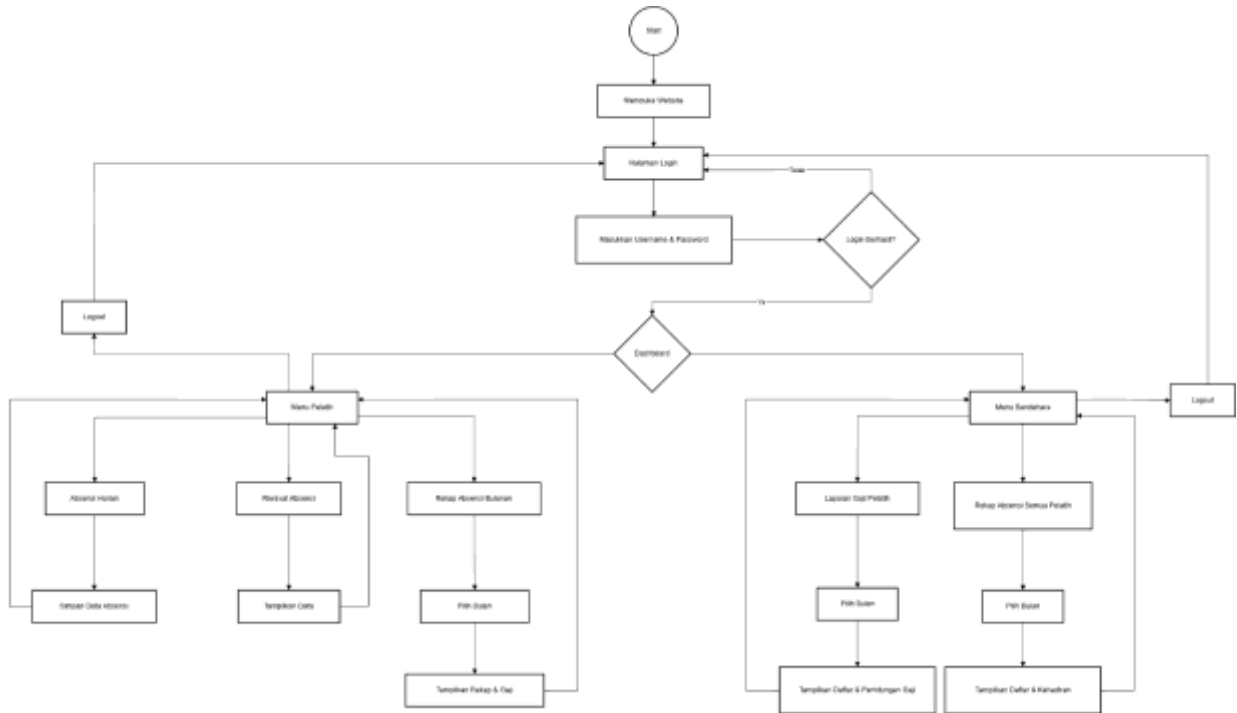 Start
Membuka Website
Halaman Login
Masukkan Username & Password
Login Berhasil?
Ya
Logout
Dashboard
Menu Pelatih
Menu Bendahara
Logout
Absensi Harian
Riwayat Absensi
Rekap Absensi Bulanan
Laporan Gaji Pelatih
Rekap Absensi Semua Pelatih
Simpan Data Absensi
Tampilkan Data
Pilih Bulan
Pilih Bulan
Pilih Bulan
Tampilkan Rekap & Gaji
Tampilkan Daftar & Perhitungan Gaji
Tampilkan Daftar & Kehadiran